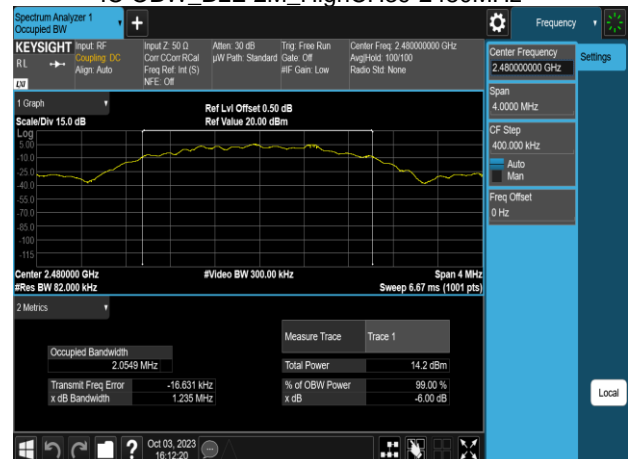 Spectrum Analyzer 1
Occupied BW
Frequency
KEYSIGHT
RL
LXI
Input: RF
Coupling: DC
Align: Auto
Input Z: 50 Ω
Corr CCorr RCal
Freq Ref: Int (S)
NFE: Off
Atten: 30 dB
µW Path: Standard
Trig: Free Run
Gate: Off
#IF Gain: Low
Center Freq: 2.480000000 GHz
Avg|Hold: 100/100
Radio Std: None
Center Frequency
2.480000000 GHz
Settings
Span
4.0000 MHz
CF Step
400.000 kHz
Auto
Man
Freq Offset
0 Hz
1 Graph
Scale/Div 15.0 dB
Ref Lvl Offset 0.50 dB
Ref Value 20.00 dBm
Log
5.00
-10.0
-25.0
-40.0
-55.0
-70.0
-85.0
-100
-115
Center 2.480000 GHz
#Res BW 82.000 kHz
#Video BW 300.00 kHz
Span 4 MHz
Sweep 6.67 ms (1001 pts)
2 Metrics
Measure Trace Trace 1
Occupied Bandwidth
2.0549 MHz
Total Power 14.2 dBm
Transmit Freq Error -16.631 kHz
% of OBW Power 99.00 %
x dB Bandwidth 1.235 MHz
x dB -6.00 dB
Local
Oct 03, 2023
16:12:20